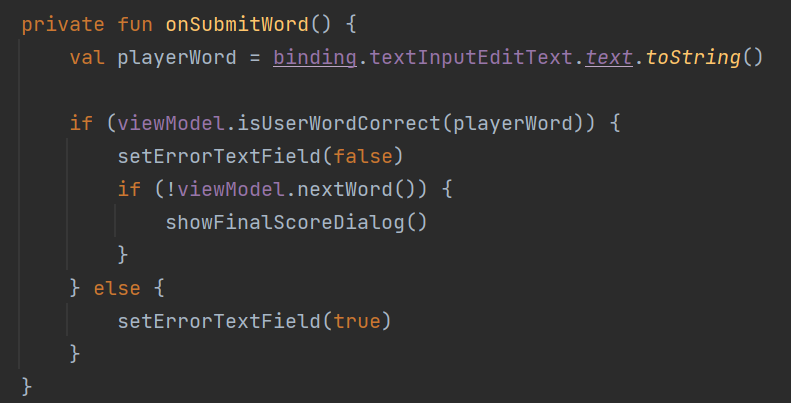 private fun onSubmitWord() {
    val playerWord = binding.textInputEditText.text.toString()

    if (viewModel.isUserWordCorrect(playerWord)) {
        setErrorTextField(false)
        if (!viewModel.nextWord()) {
            showFinalScoreDialog()
        }
    } else {
        setErrorTextField(true)
    }
}